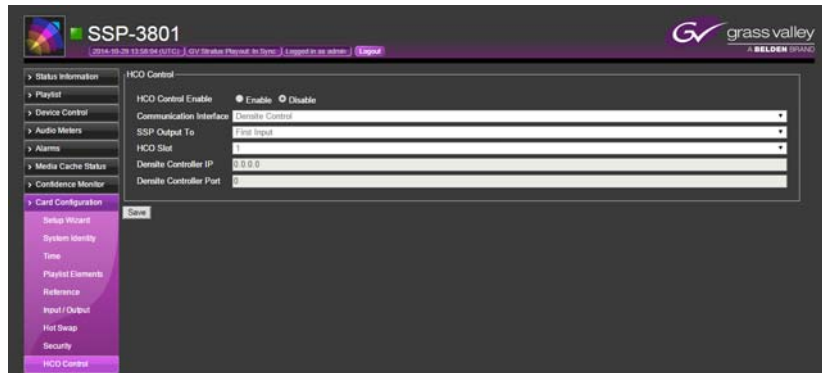 SSP-3801
2014-10-29 13:58:04 (UTC) GV Stratus Playout: In Sync Logged in as admin Logout
GV grass valley
A BELDEN BRAND
Status Information
Playlist
Device Control
Audio Meters
Alarms
Media Cache Status
Confidence Monitor
Card Configuration
Setup Wizard
System Identity
Time
Playlist Elements
Reference
Input / Output
Hot Swap
Security
HCO Control
HCO Control
HCO Control Enable Enable Disable
Communication Interface Densite Control
SSP Output To First Input
HCO Slot 1
Densite Controller IP 0.0.0.0
Densite Controller Port 0
Save